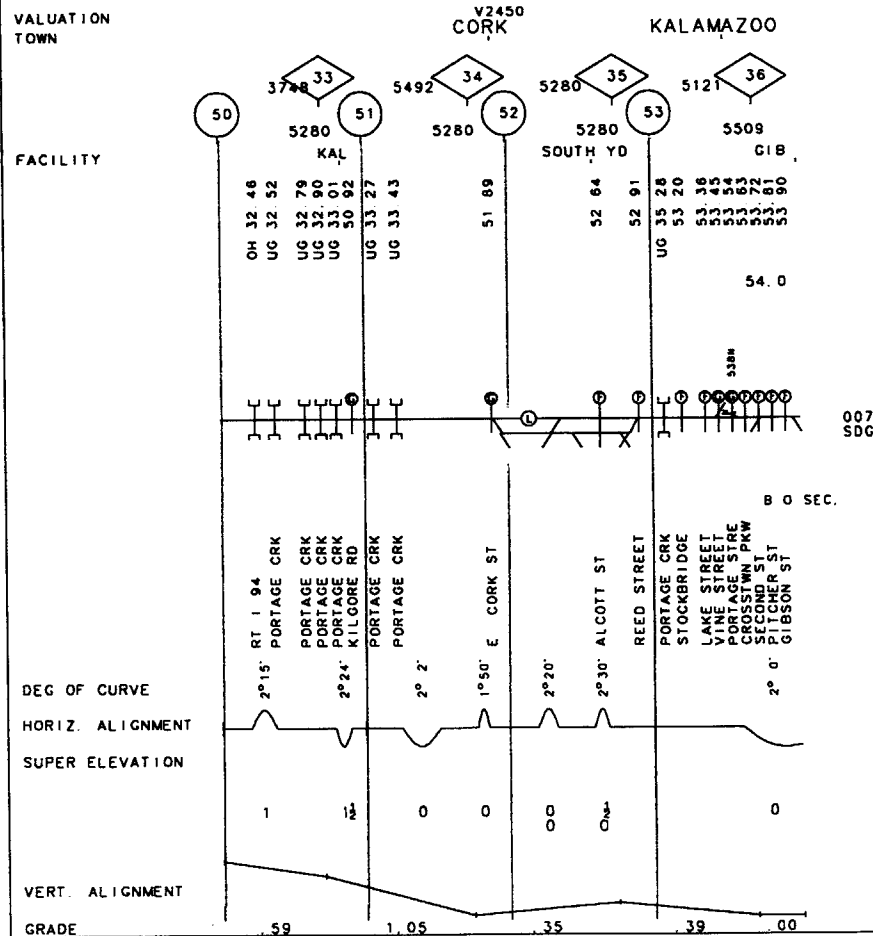 VALUATION V2450
TOWN CORK KALAMAZOO
33 34 35 36
3748 5492 5280 5121
50 51 52 53
5280 5280 5280 5509
FACILITY KAL SOUTH YD GIB
OH 32.46
UG 32.52
UG 32.79
UG 32.90
UG 33.01
50.92
UG 33.27
UG 33.43
51.89
52.64
52.91
UG 35.28
53.20
53.36
53.45
53.54
53.63
53.72
53.81
53.90
54.0
538N
G G F F F F G G F F F F
L
007
SDG
B O SEC.
RT I 94
PORTAGE CRK
PORTAGE CRK
PORTAGE CRK
PORTAGE CRK
KILGORE RD
PORTAGE CRK
PORTAGE CRK
E CORK ST
ALCOTT ST
REED STREET
PORTAGE CRK
STOCKBRIDGE
LAKE STREET
VINE STREET
PORTAGE STRE
CROSSTWN PKW
SECOND ST
PITCHER ST
GIBSON ST
DEG OF CURVE 2°15' 2°24' 2° 2' 1°50' 2°20' 2°30' 2° 0'
HORIZ. ALIGNMENT
SUPER ELEVATION
1 1½ 0 0 0 ½ 0
0 0
VERT. ALIGNMENT
GRADE .59 1.05 .35 .39 .00